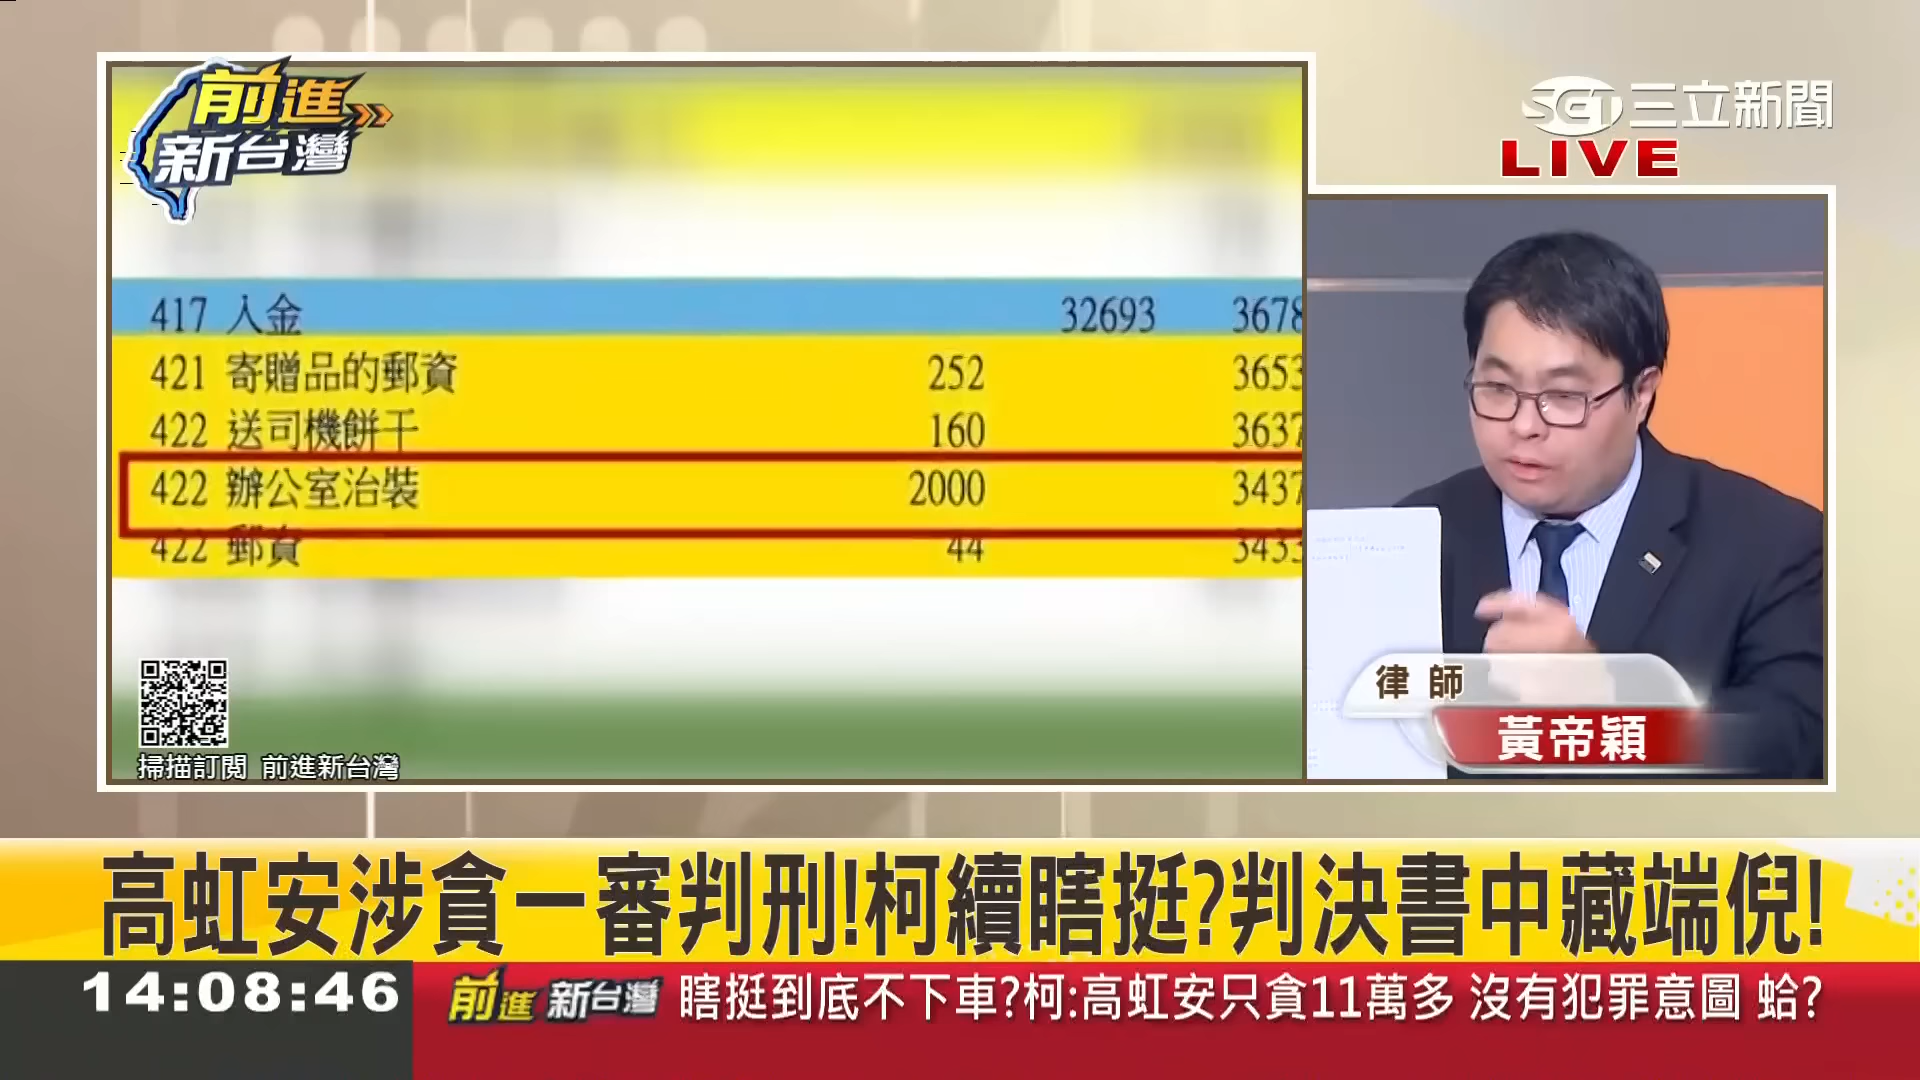 前進
新台灣
SET三立新聞
LIVE
417 入金 32693 3678
421 寄贈品的郵資 252 3653
422 送司機餅干 160 3637
422 辦公室治裝 2000 3437
422 郵資 44 3433
掃描訂閱 前進新台灣
律師
黃帝穎
高虹安涉貪一審判刑!柯續瞎挺?判決書中藏端倪!
14:08:46
前進新台灣 瞎挺到底不下車?柯:高虹安只貪11萬多 沒有犯罪意圖 蛤?